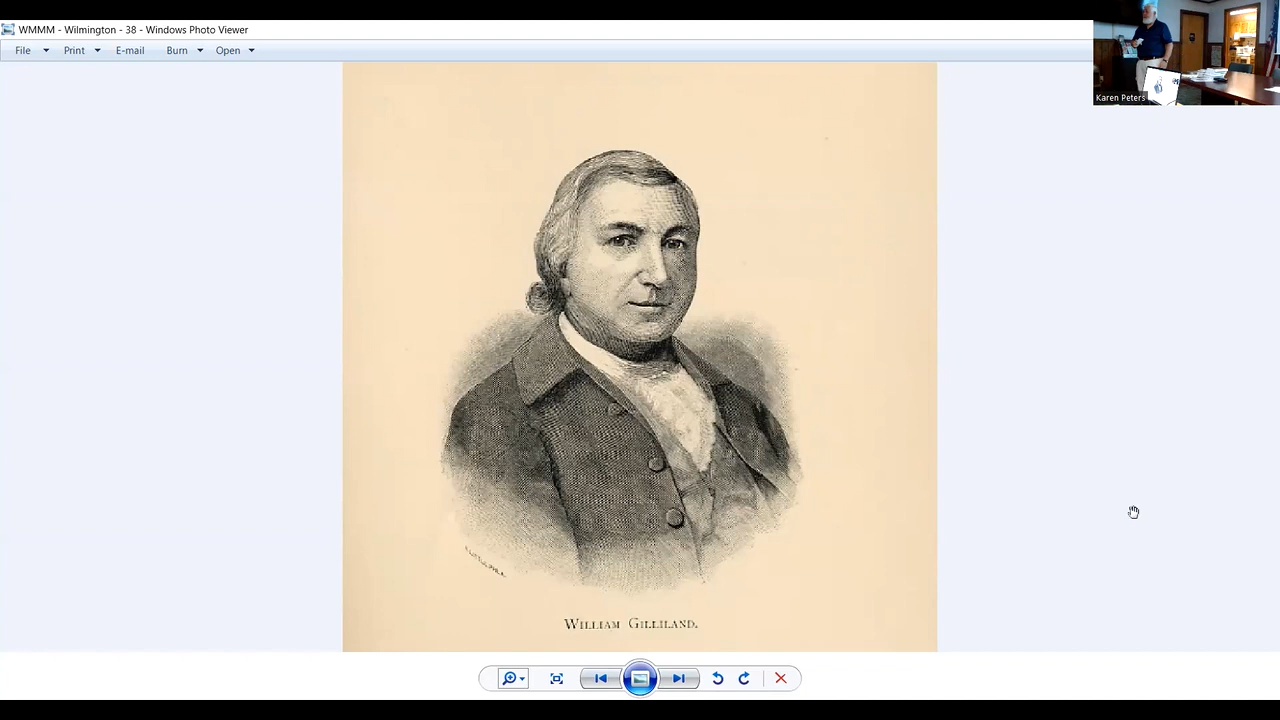 WMMM - Wilmington - 38 - Windows Photo Viewer
File Print E-mail Burn Open
Karen Peters
WILLIAM GILLILAND.